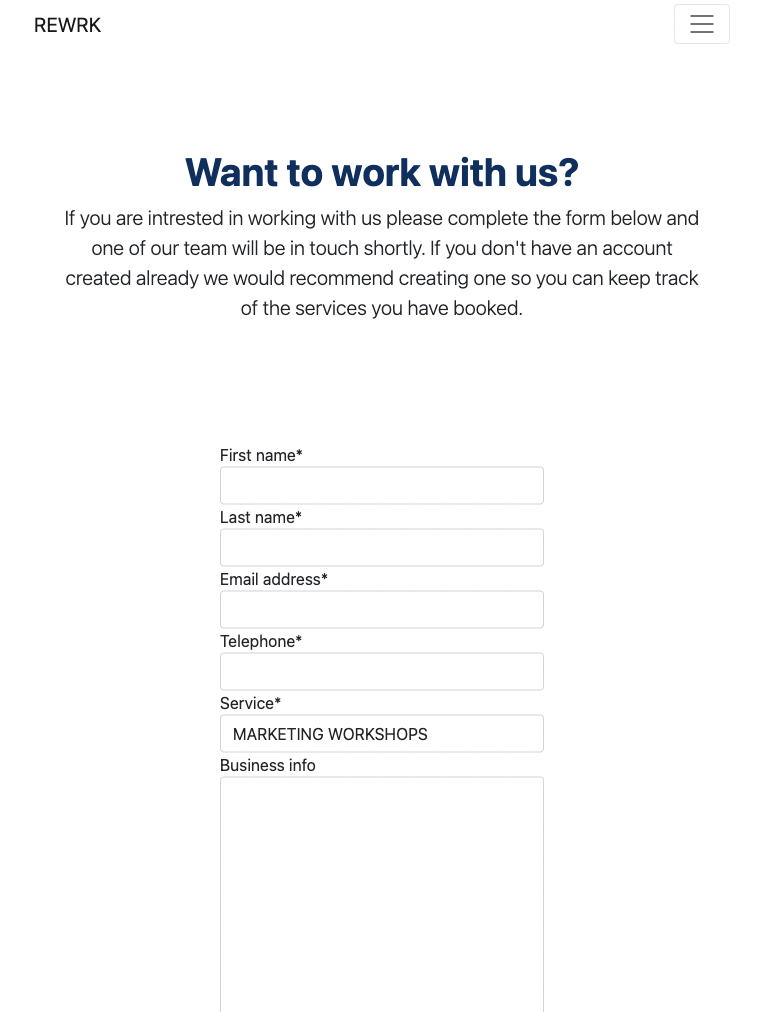 REWRK
Want to work with us?
If you are intrested in working with us please complete the form below and
one of our team will be in touch shortly. If you don't have an account
created already we would recommend creating one so you can keep track
of the services you have booked.
First name*
Last name*
Email address*
Telephone*
Service*
MARKETING WORKSHOPS
Business info